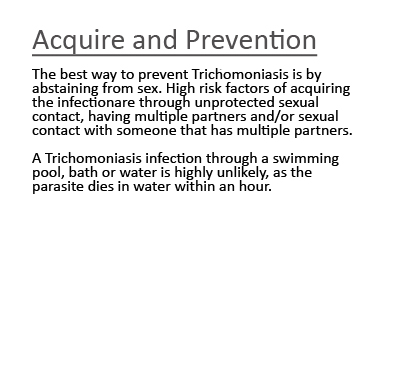 Acquire and Prevention
The best way to prevent Trichomoniasis is by
abstaining from sex. High risk factors of acquiring
the infectionare through unprotected sexual
contact, having multiple partners and/or sexual
contact with someone that has multiple partners.
A Trichomoniasis infection through a swimming
pool, bath or water is highly unlikely, as the
parasite dies in water within an hour.